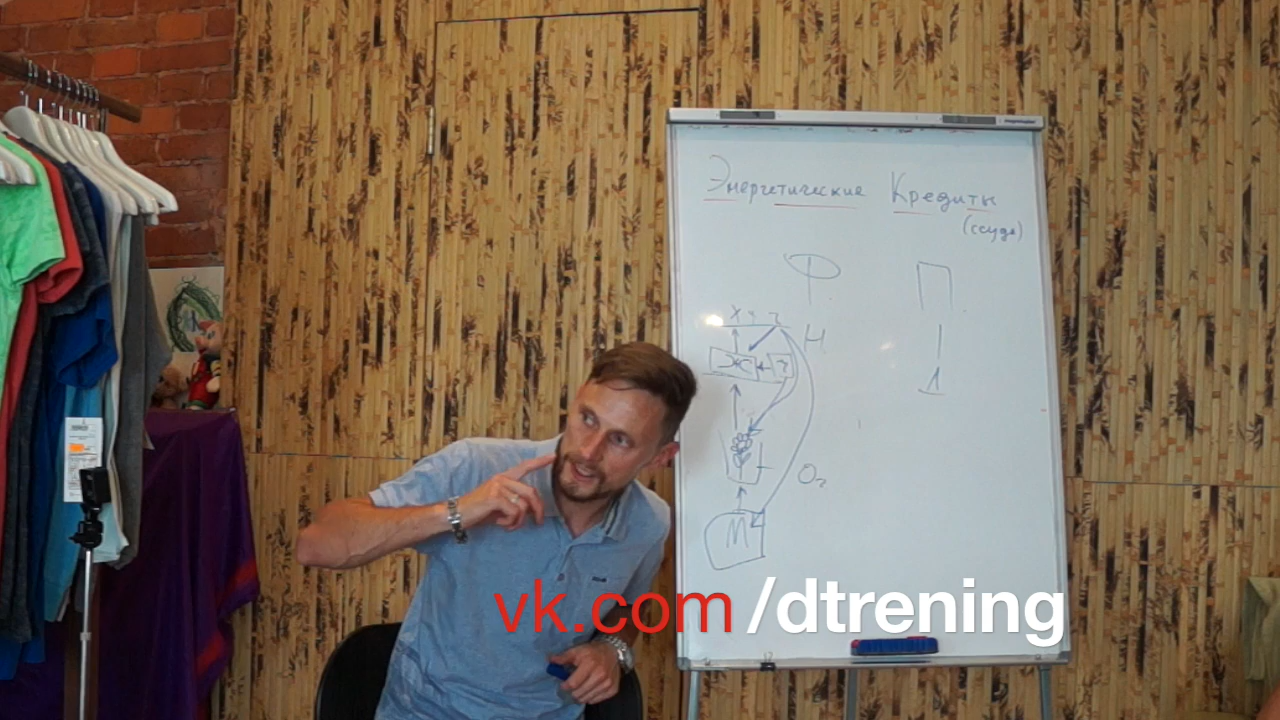 Энергетические Кредиты
(ссуда)
Ф П
Ч
Ж
О₂
М
vk.com/dtrening